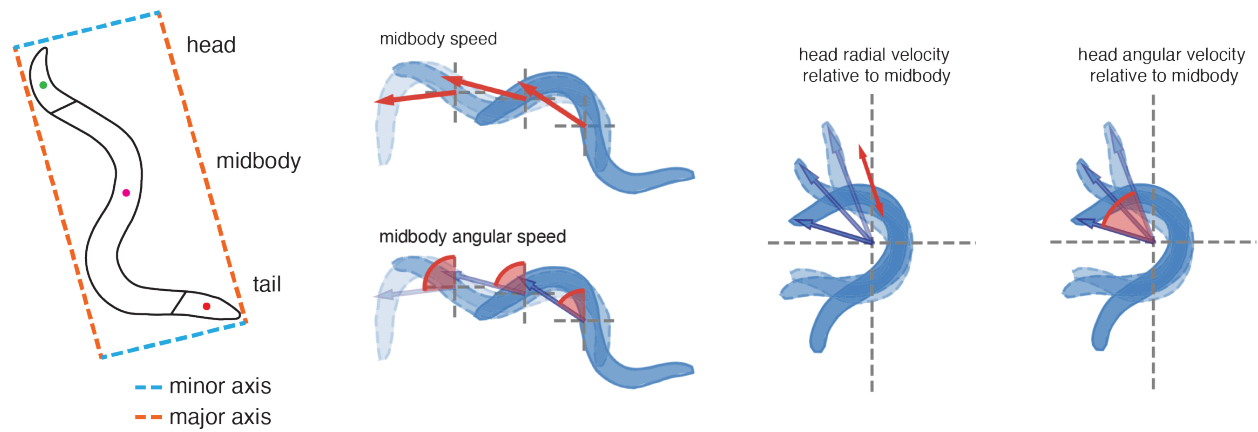 head
midbody
tail
minor axis
major axis
midbody speed
midbody angular speed
head radial velocity
relative to midbody
head angular velocity
relative to midbody